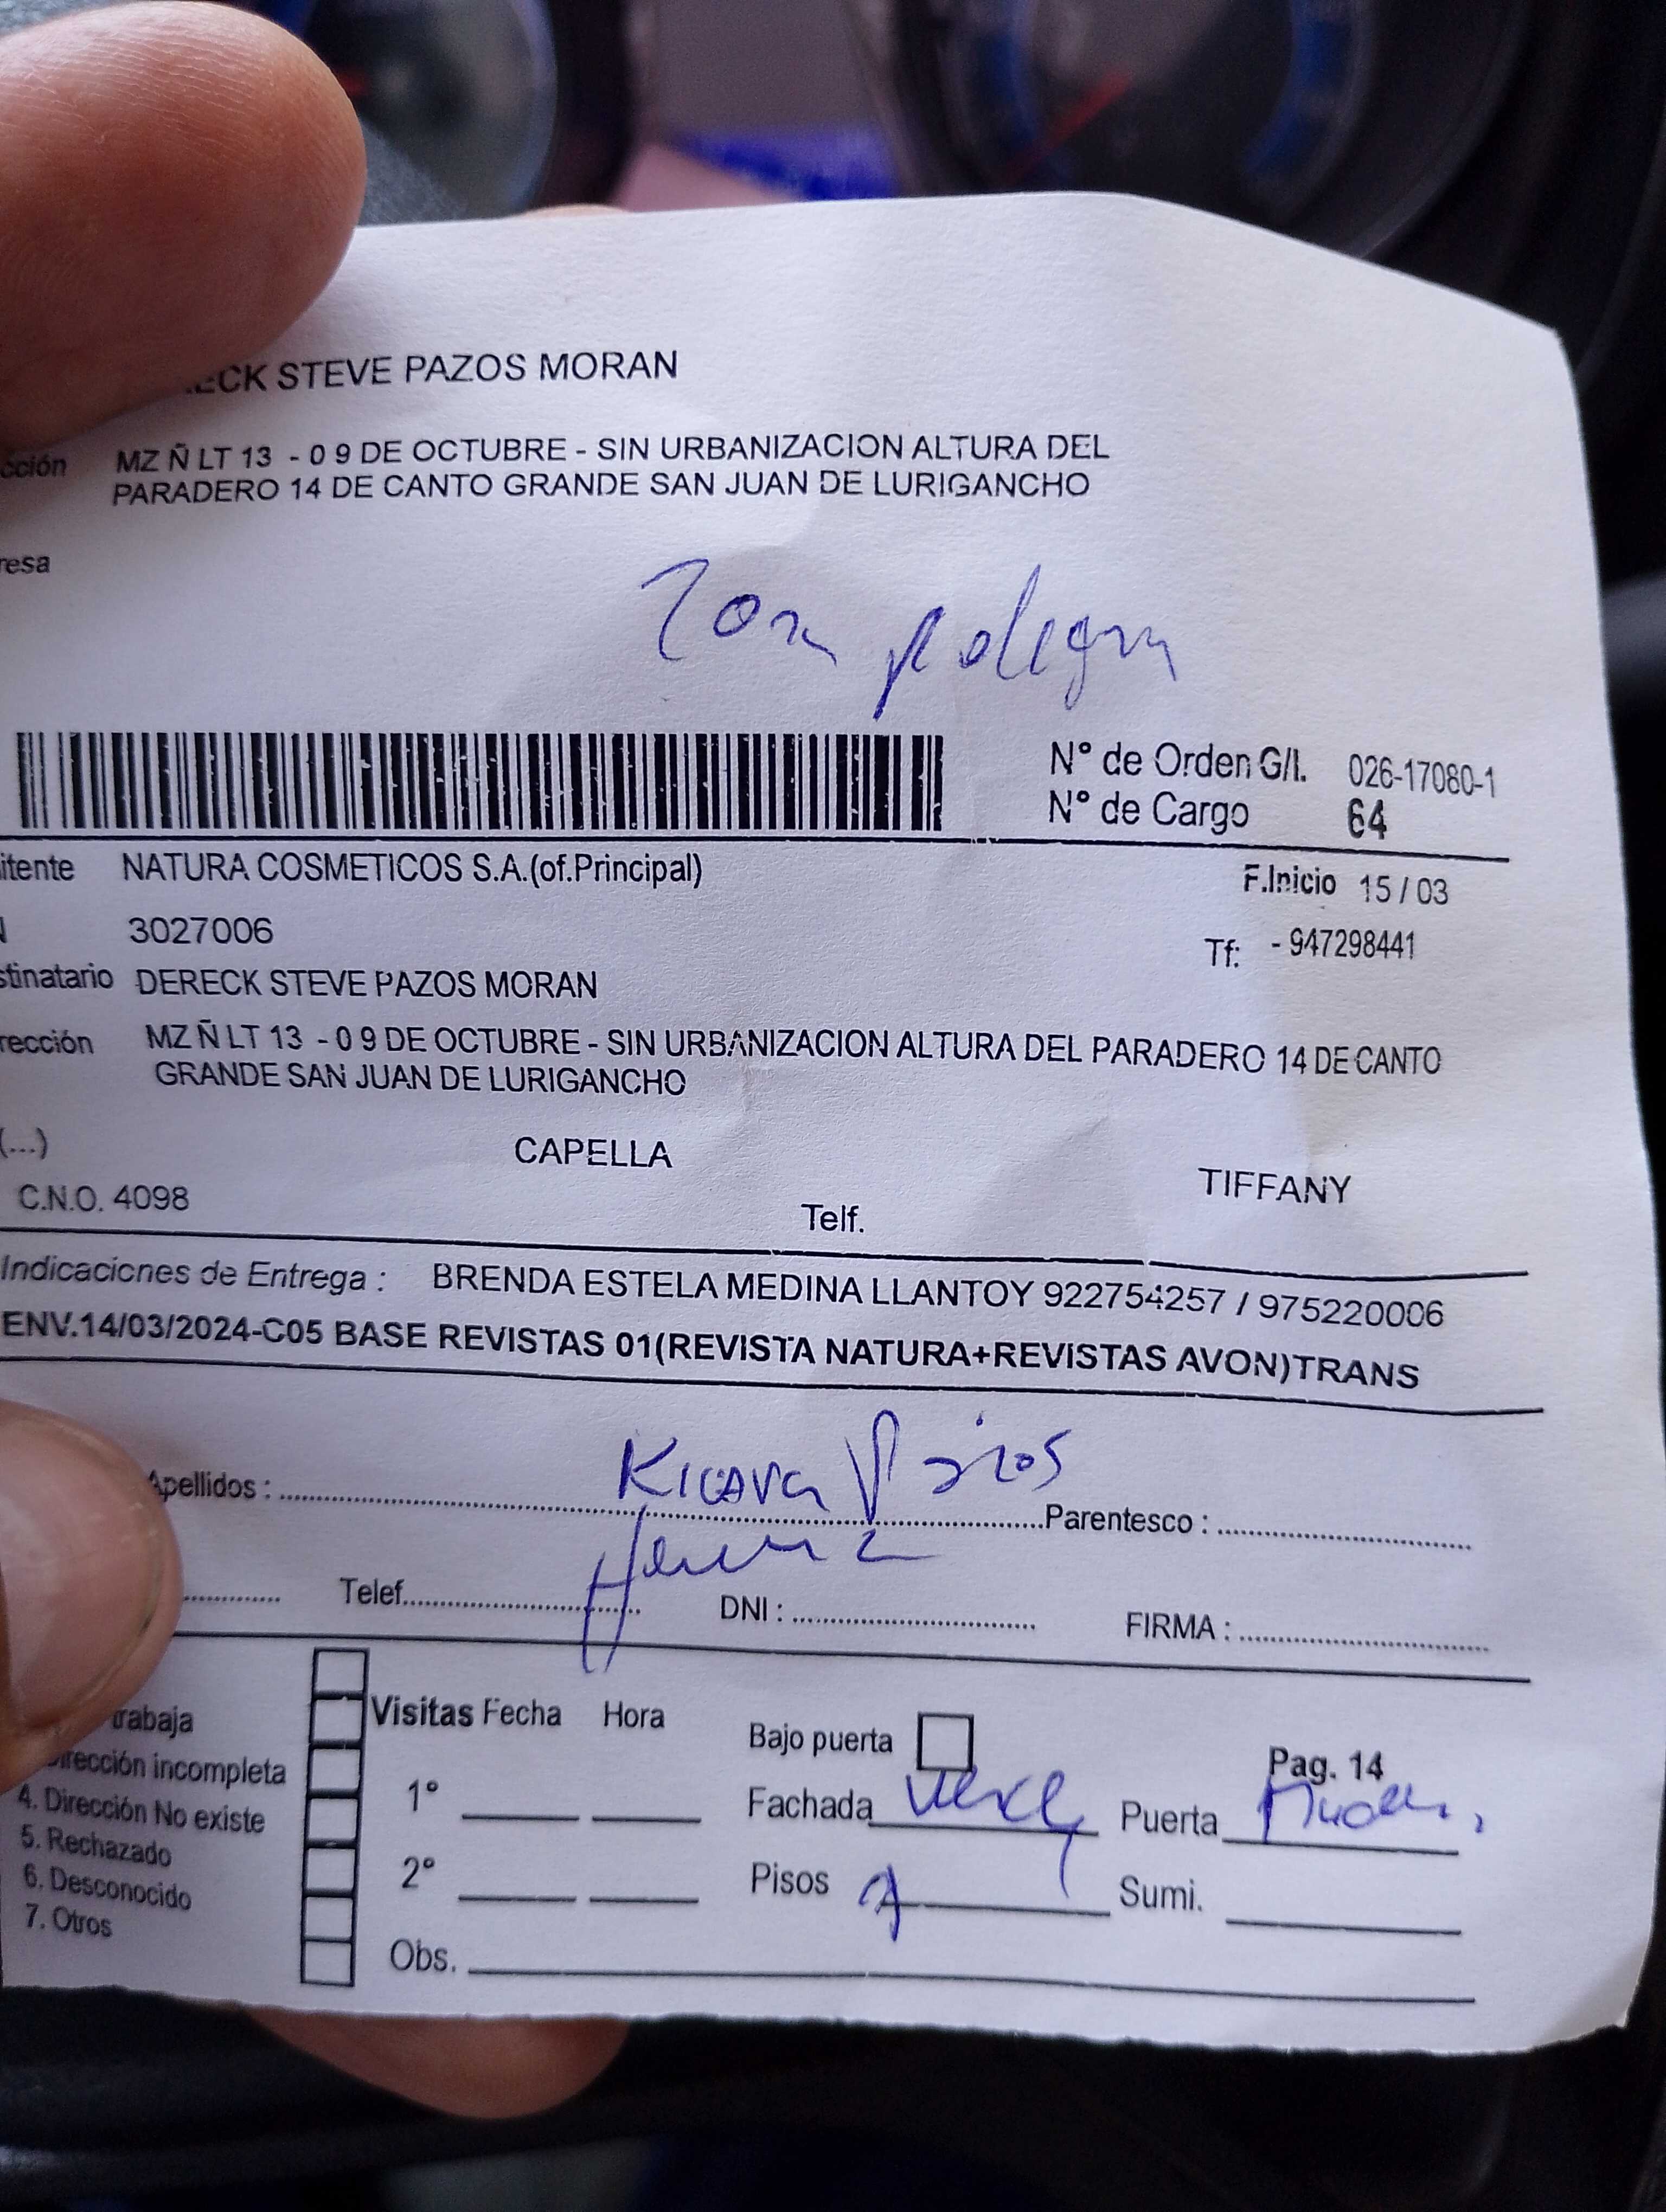 ECK STEVE PAZOS MORAN
cción MZ Ñ LT 13 - 0 9 DE OCTUBRE - SIN URBANIZACION ALTURA DEL
PARADERO 14 DE CANTO GRANDE SAN JUAN DE LURIGANCHO
resa
Zona
N° de Orden G/I. 026-17080-1
N° de Cargo 64
itente NATURA COSMETICOS S.A.(of.Principal) F.Inicio 15 / 03
3027006 Tf: - 947298441
stinatario DERECK STEVE PAZOS MORAN
rección MZ Ñ LT 13 - 0 9 DE OCTUBRE - SIN URBANIZACION ALTURA DEL PARADERO 14 DE CANTO
GRANDE SAN JUAN DE LURIGANCHO
(...) CAPELLA TIFFANY
C.N.O. 4098 Telf.
Indicaciones de Entrega : BRENDA ESTELA MEDINA LLANTOY 922754257 / 975220006
ENV.14/03/2024-C05 BASE REVISTAS 01(REVISTA NATURA+REVISTAS AVON)TRANS
Apellidos : Pazos Parentesco :
Telef. DNI : FIRMA :
trabaja Visitas Fecha Hora Bajo puerta Pag. 14
irección incompleta 1° Fachada Verde Puerta
4. Dirección No existe
5. Rechazado 2° Pisos Sumi.
6. Desconocido
7. Otros Obs.